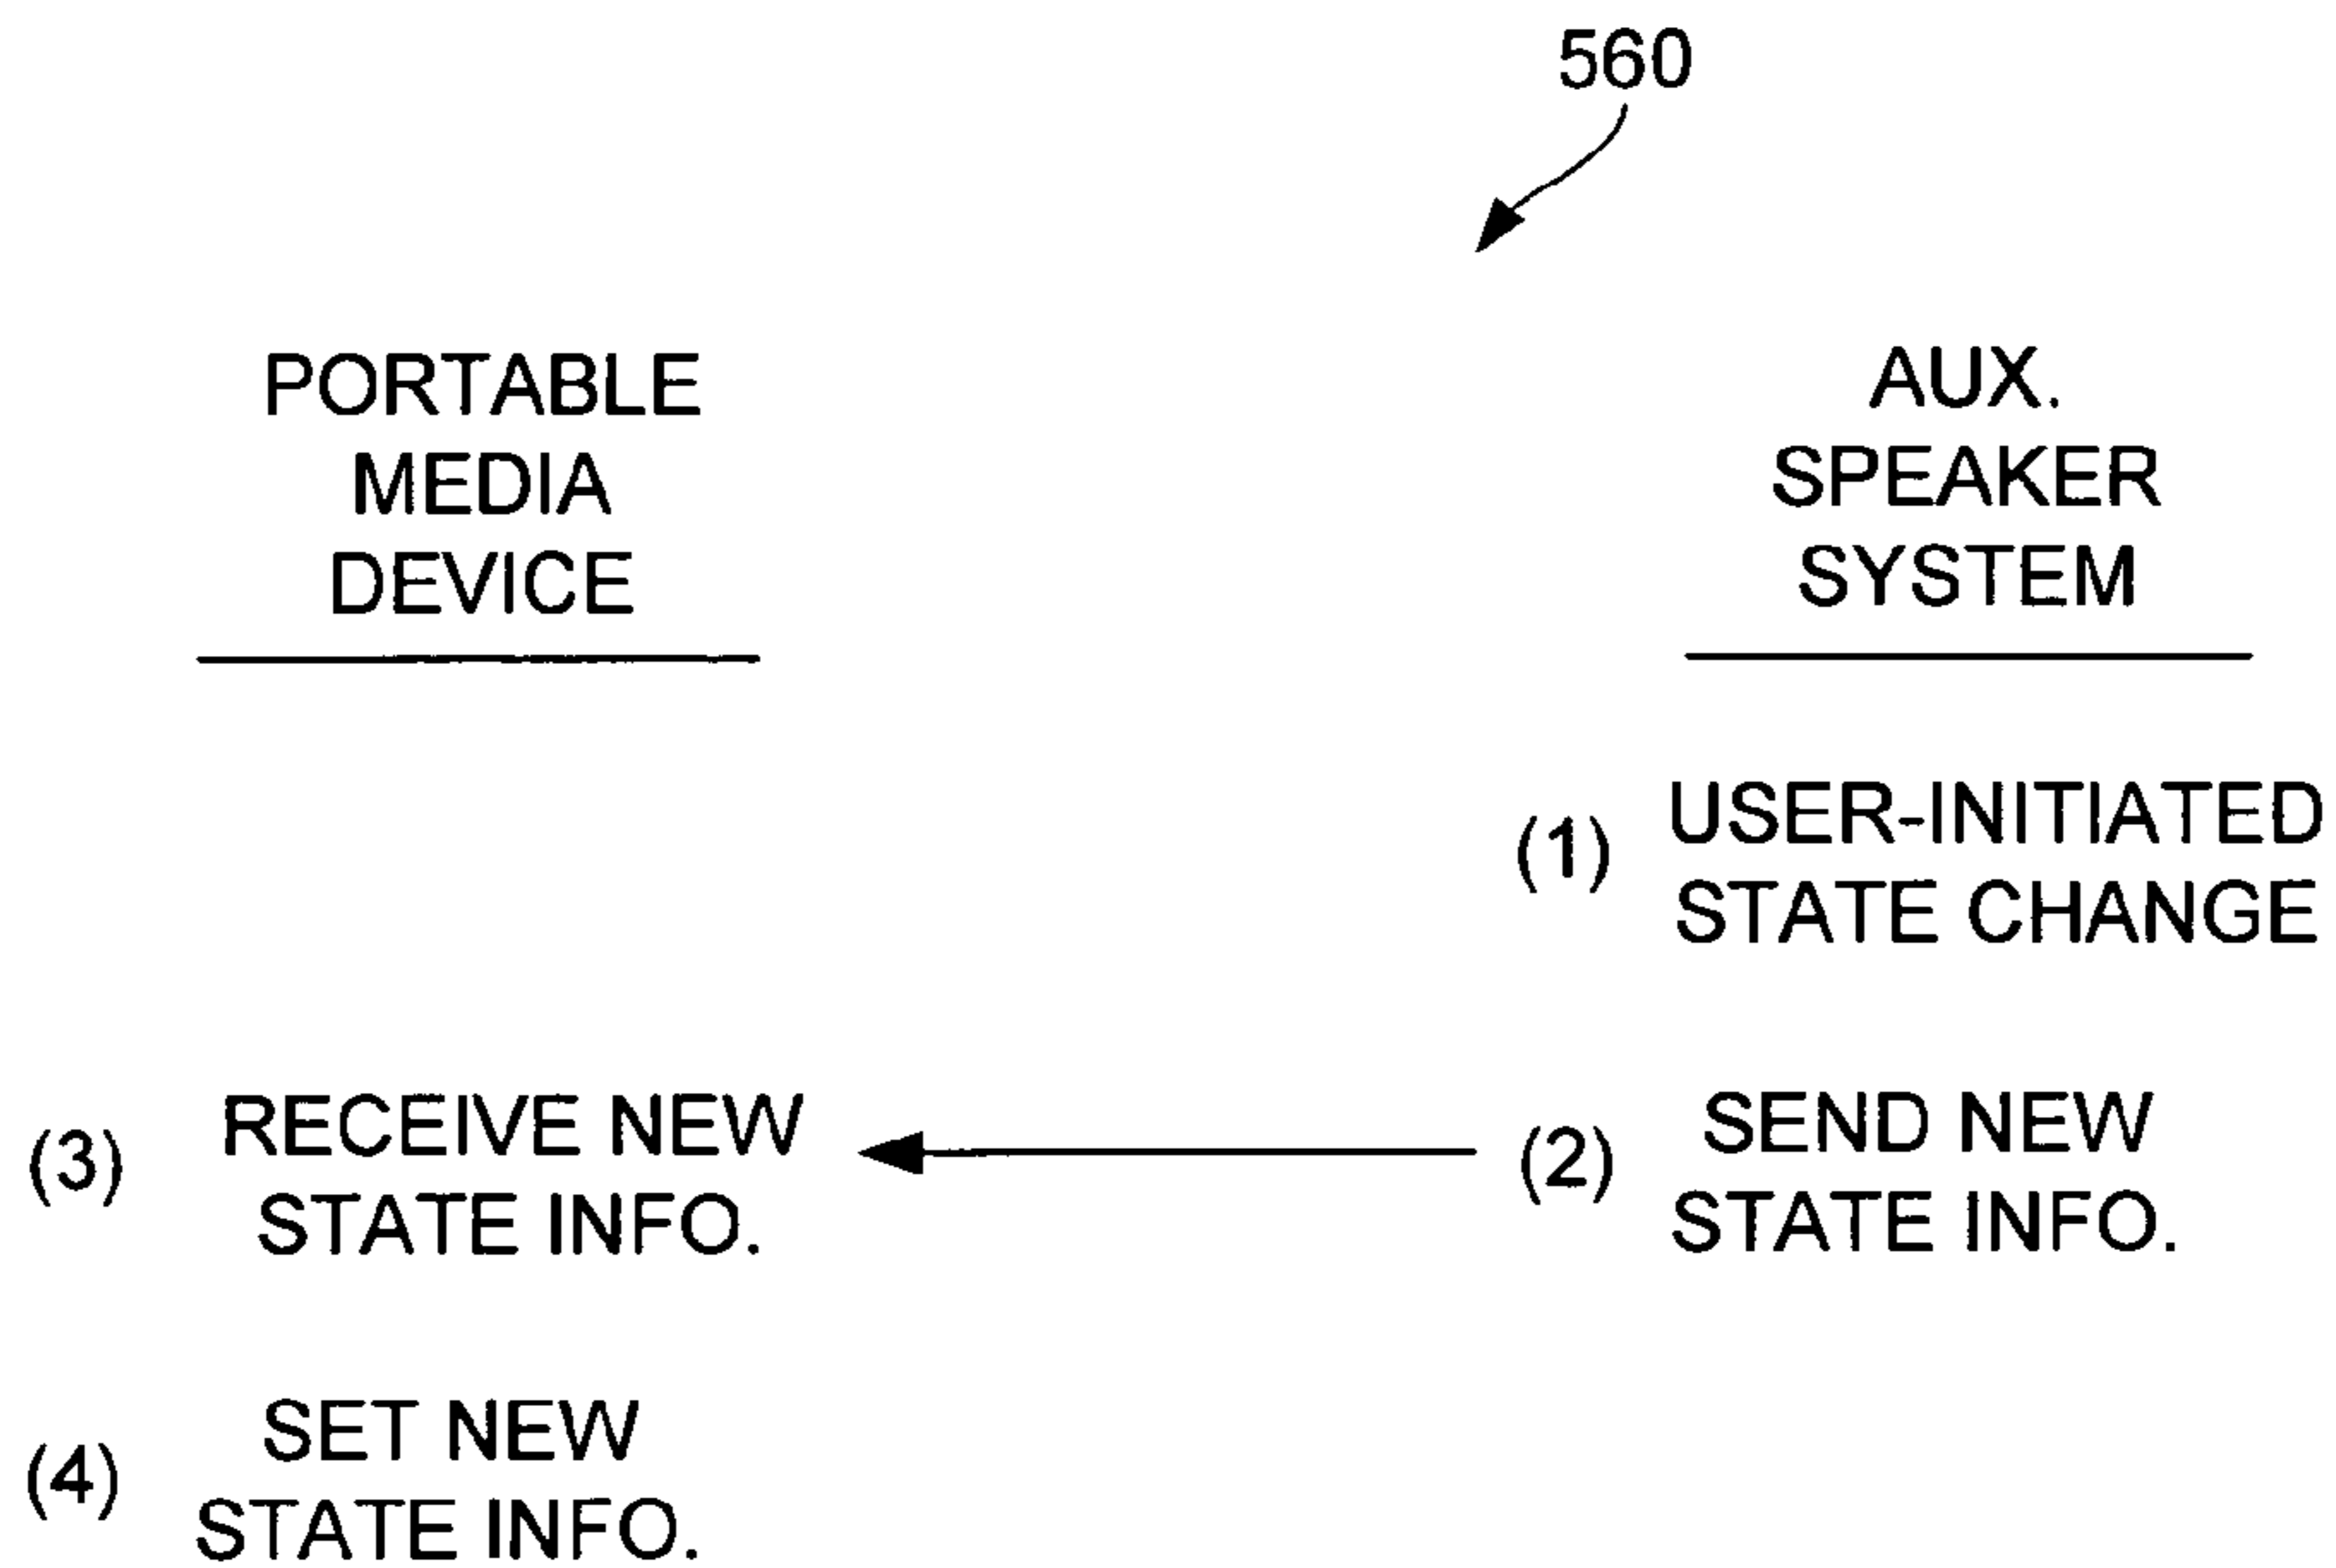 560
PORTABLE
MEDIA
DEVICE
AUX.
SPEAKER
SYSTEM
(1) USER-INITIATED
STATE CHANGE
(2) SEND NEW
STATE INFO.
(3) RECEIVE NEW
STATE INFO.
(4) SET NEW
STATE INFO.